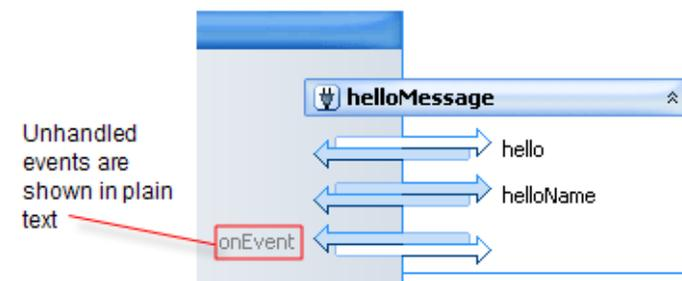 helloMessage
Unhandled
events are
shown in plain
text
hello
helloName
onEvent